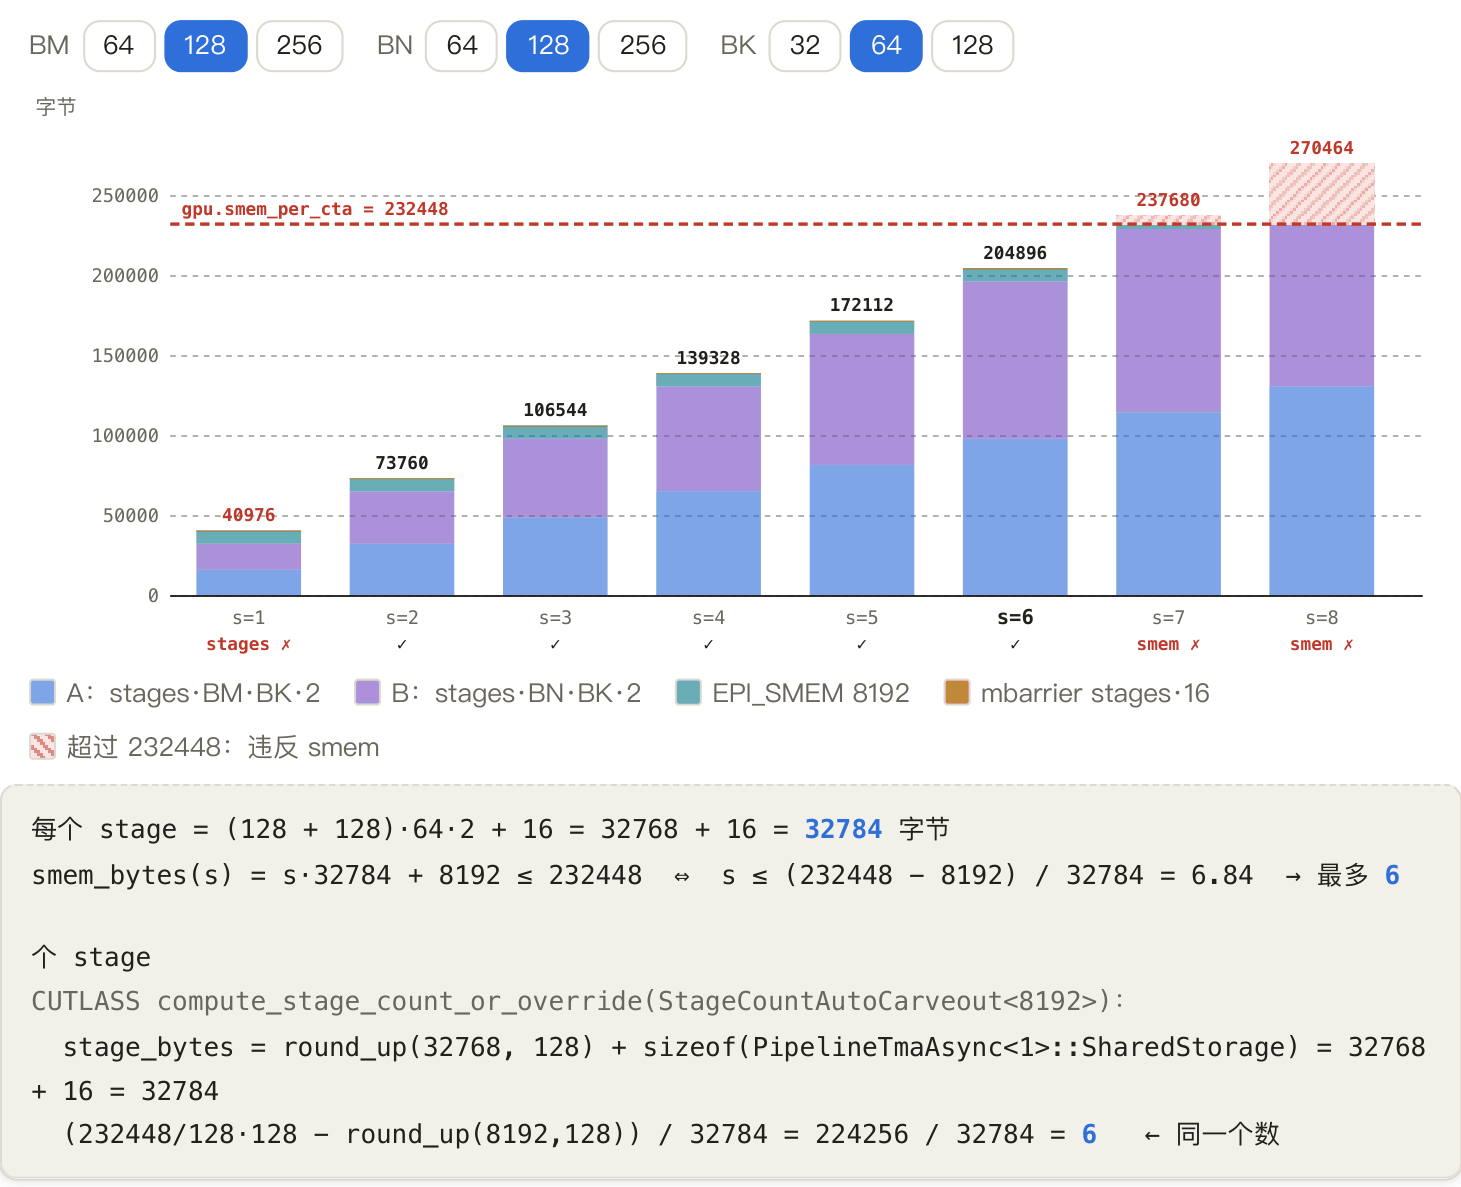 BM 64 128 256 BN 64 128 256 BK 32 64 128
字节
270464
250000
237680
gpu.smem_per_cta = 232448
204896
200000
172112
150000
139328
106544
100000
73760
50000
40976
0
s=1 s=2 s=3 s=4 s=5 s=6 s=7 s=8
stages ✗ ✓ ✓ ✓ ✓ ✓ smem ✗ smem ✗
A: stages·BM·BK·2 B: stages·BN·BK·2 EPI_SMEM 8192 mbarrier stages·16
超过 232448: 违反 smem
每个 stage = (128 + 128)·64·2 + 16 = 32768 + 16 = 32784 字节
smem_bytes(s) = s·32784 + 8192 ≤ 232448 ⇔ s ≤ (232448 − 8192) / 32784 = 6.84 → 最多 6
个 stage
CUTLASS compute_stage_count_or_override(StageCountAutoCarveout<8192>):
stage_bytes = round_up(32768, 128) + sizeof(PipelineTmaAsync<1>::SharedStorage) = 32768
+ 16 = 32784
(232448/128·128 − round_up(8192,128)) / 32784 = 224256 / 32784 = 6 ← 同一个数